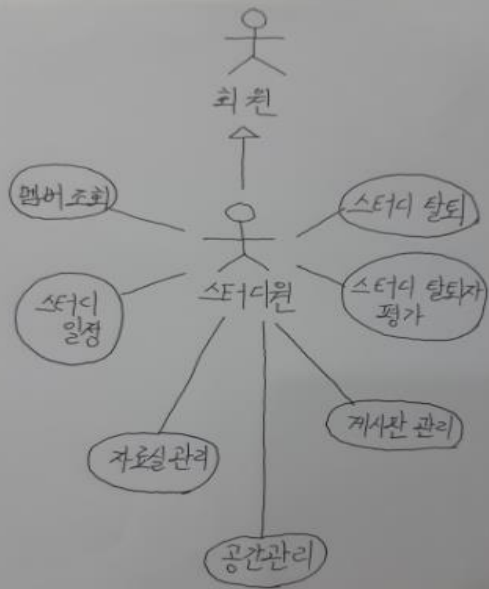 회원
멤버조회
스터디 탈퇴
스터디원
스터디
일정
스터디 탈퇴자
평가
게시판 관리
자료실관리
공간관리